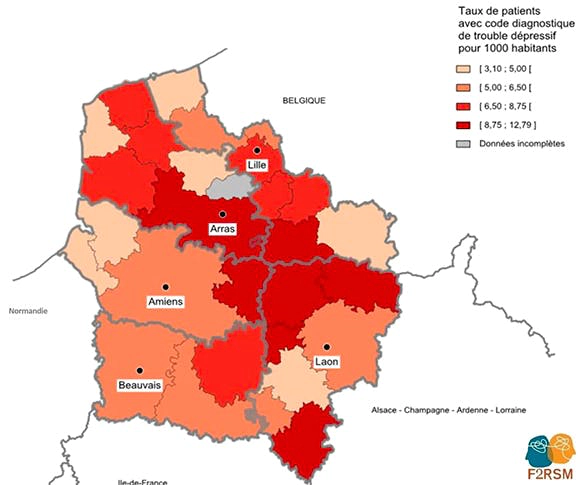 Taux de patients
avec code diagnostique
de trouble dépressif
pour 1000 habitants
[ 3,10 ; 5,00 [
[ 5,00 ; 6,50 [
[ 6,50 ; 8,75 [
[ 8,75 ; 12,79 ]
Données incomplètes
BELGIQUE
Lille
Arras
Amiens
Normandie
Laon
Beauvais
Alsace - Champagne - Ardenne - Lorraine
Ile-de-France
F2RSM